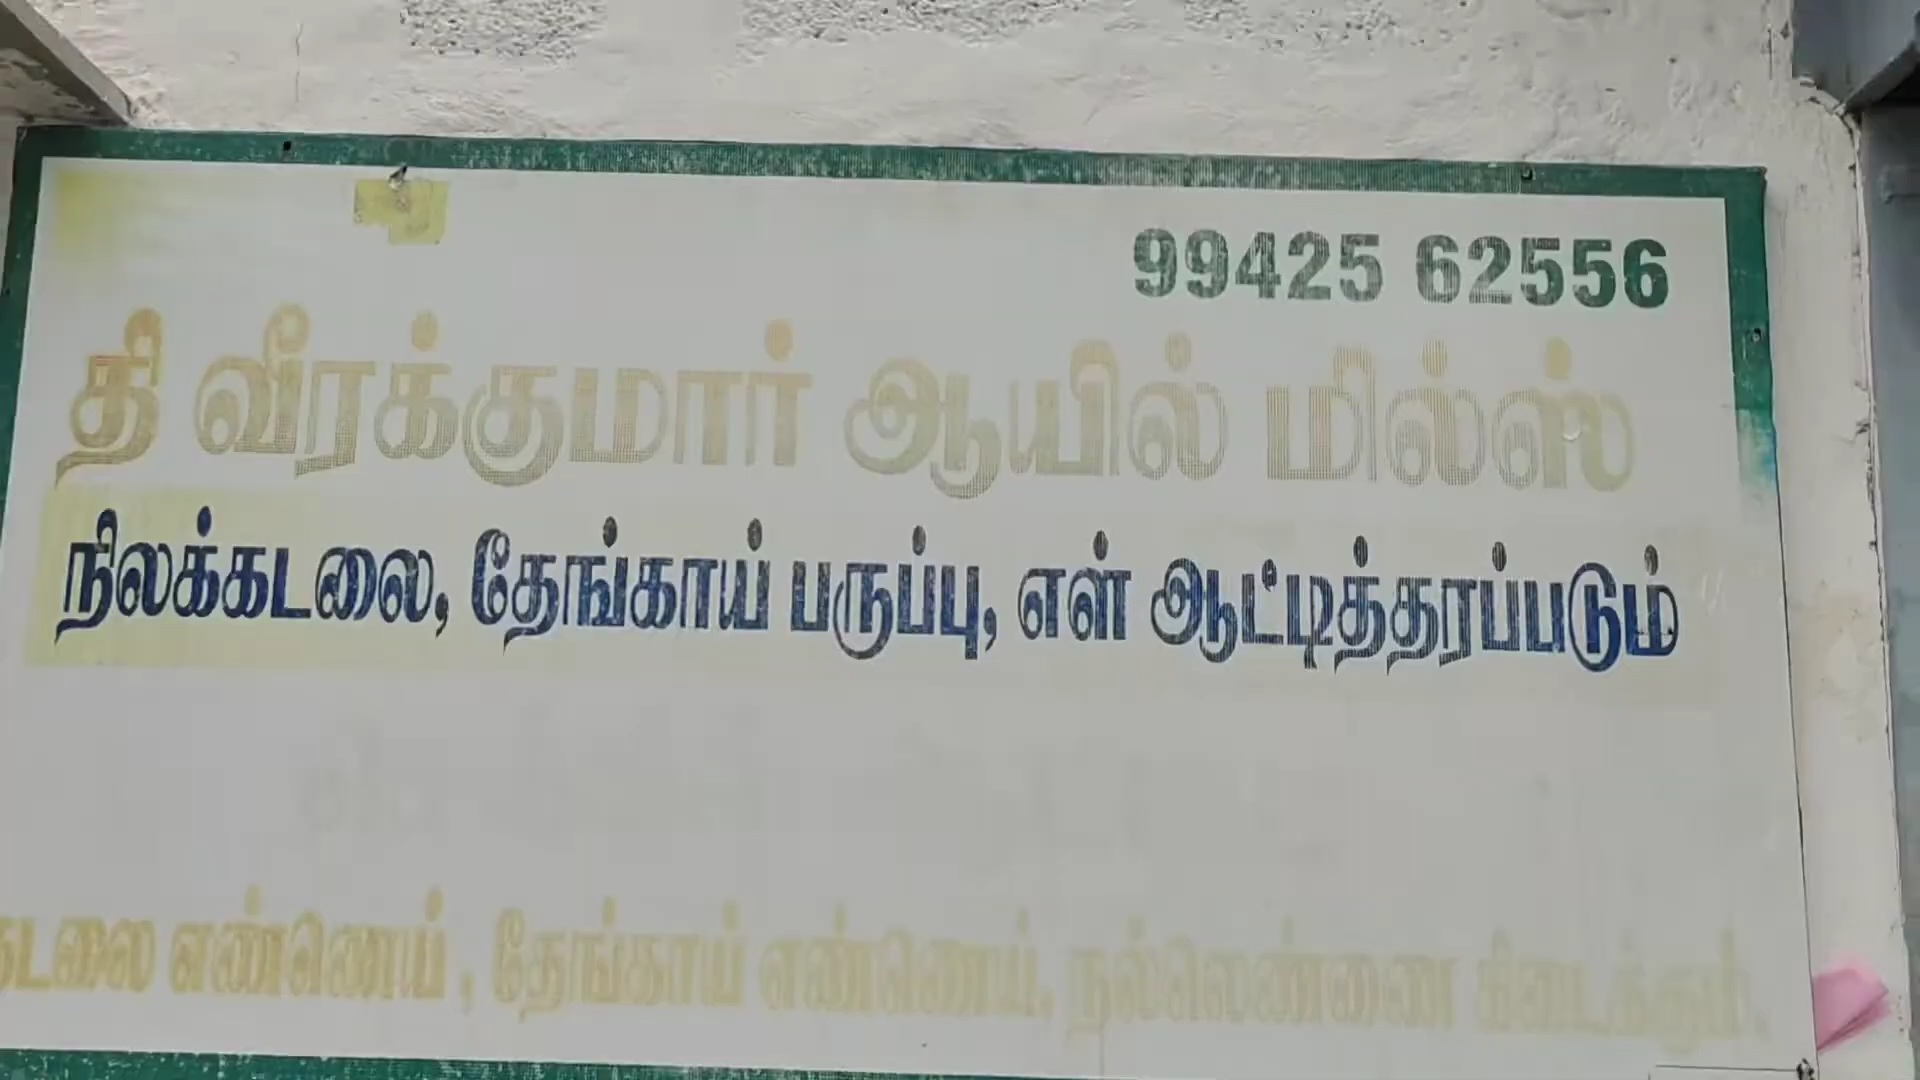 99425 62556
தி வீரக்குமார் ஆயில் மில்ஸ்
நிலக்கடலை, தேங்காய் பருப்பு, எள் ஆட்டித்தரப்படும்
கடலை எண்ணெய், தேங்காய் எண்ணெய், நல்லெண்ணை கிடைக்கும்.